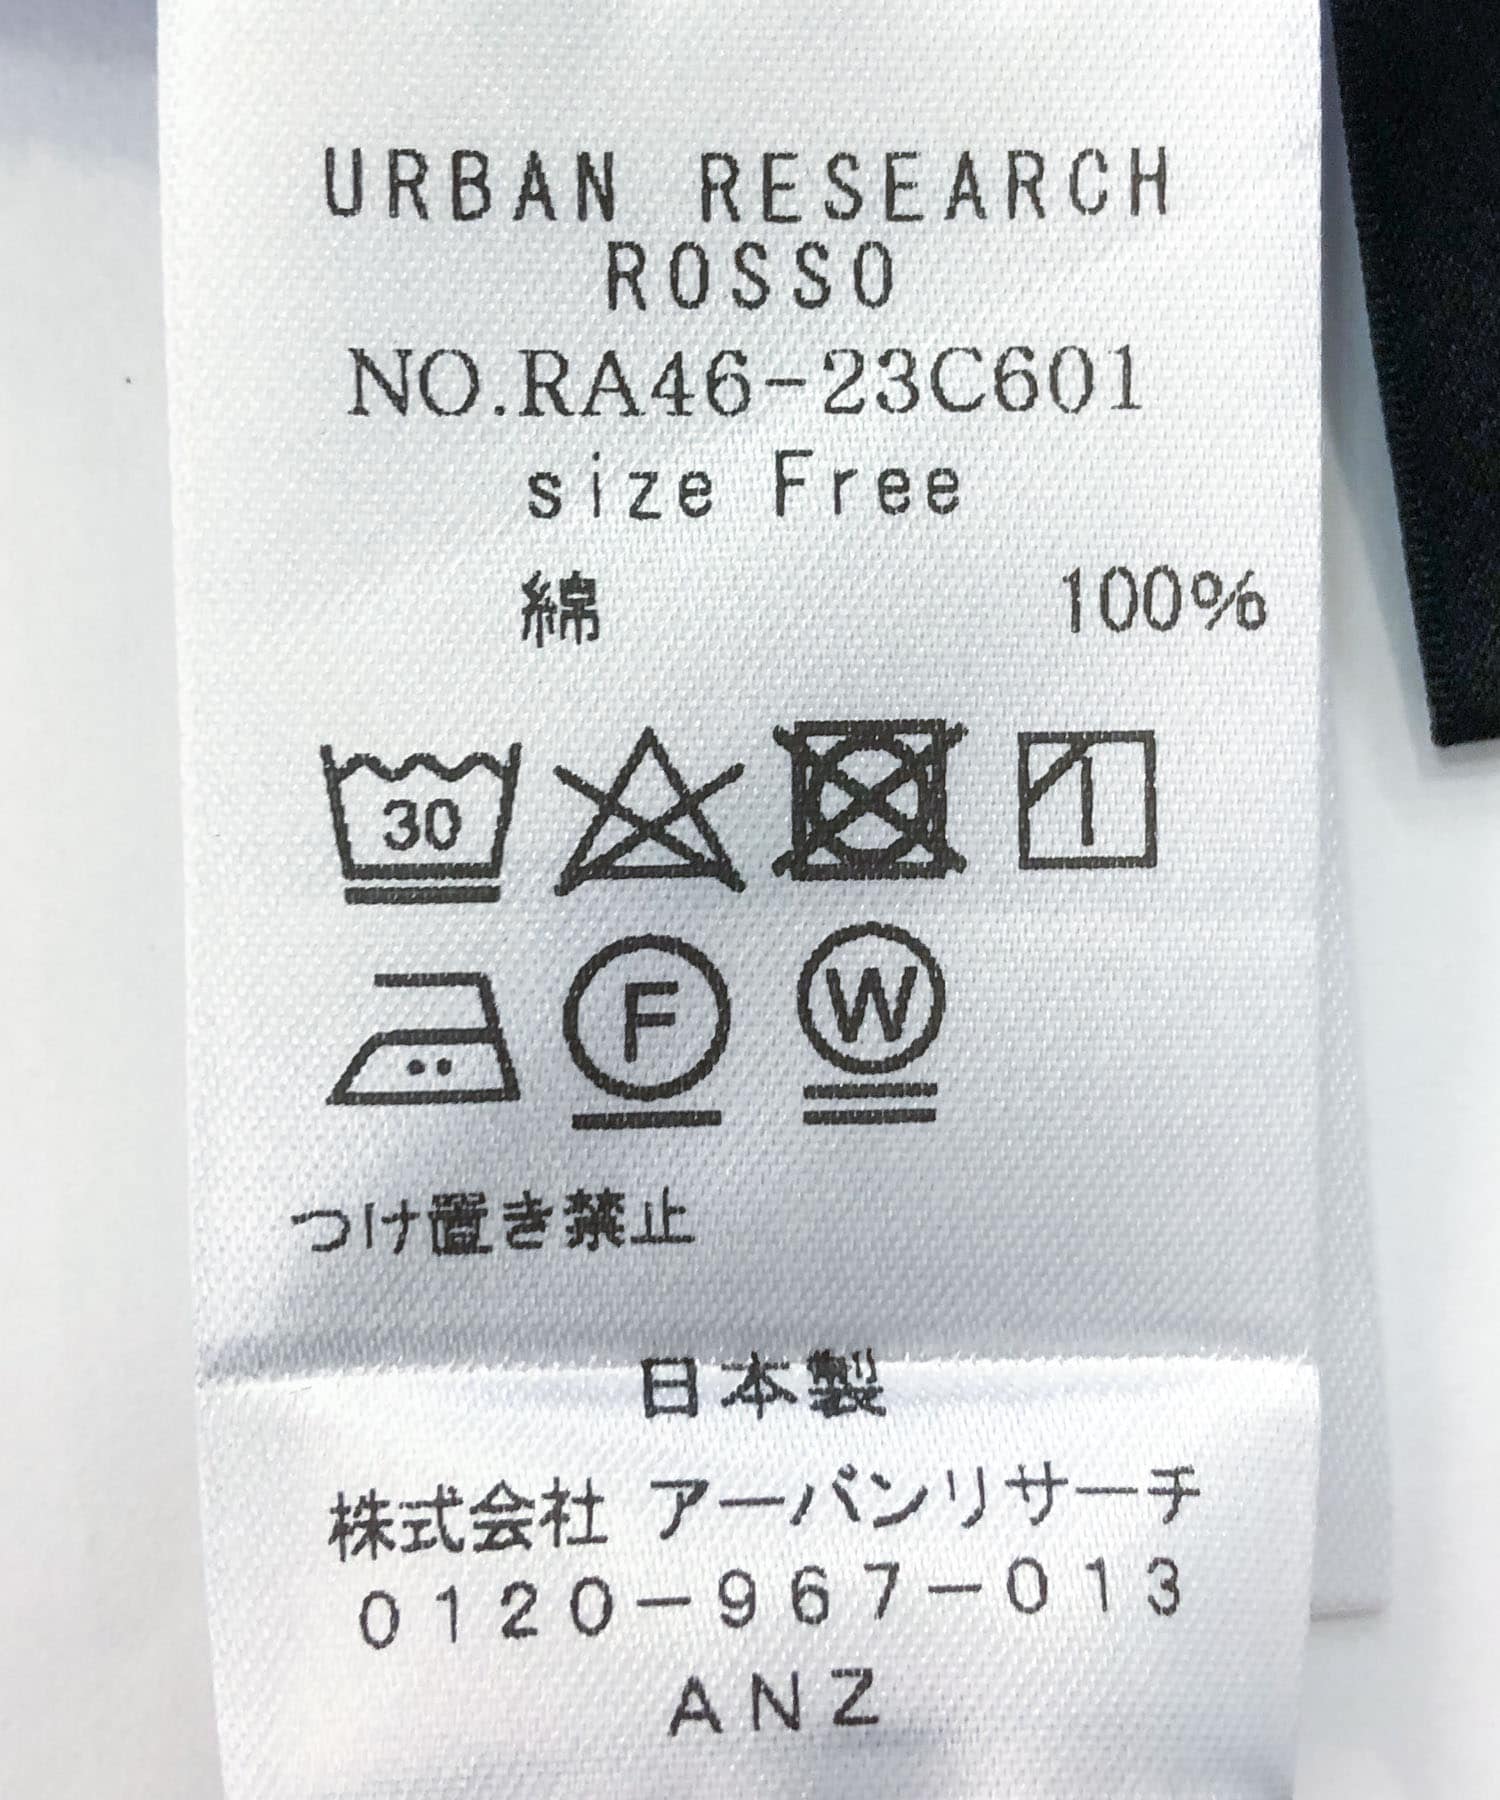 URBAN RESEARCH
ROSSO
NO.RA46-23C601
size Free
綿 100%
30
F W
つけ置き禁止
日本製
株式会社 アーバンリサーチ
0120-967-013
ANZ